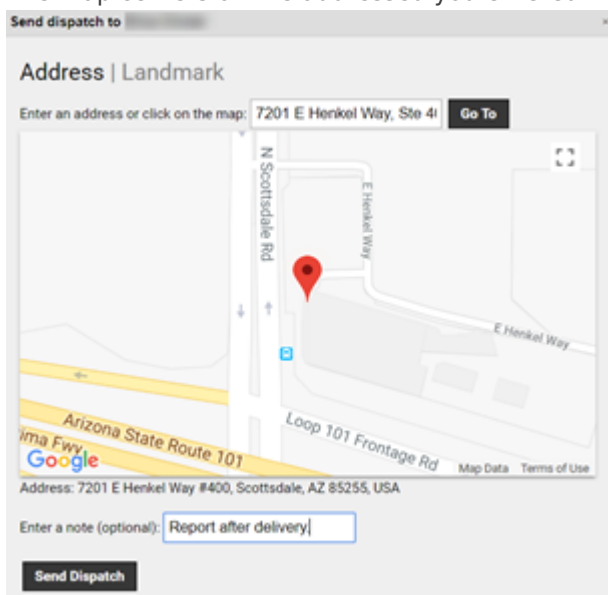 Send dispatch to
Address | Landmark
Enter an address or click on the map: 7201 E Henkel Way, Ste 4 Go To
N Scottsdale Rd
E Henkel Way
E Henkel Way
Arizona State Route 101
Loop 101 Frontage Rd
ima Fwy
Google
Map Data Terms of Use
Address: 7201 E Henkel Way #400, Scottsdale, AZ 85255, USA
Enter a note (optional): Report after delivery.
Send Dispatch